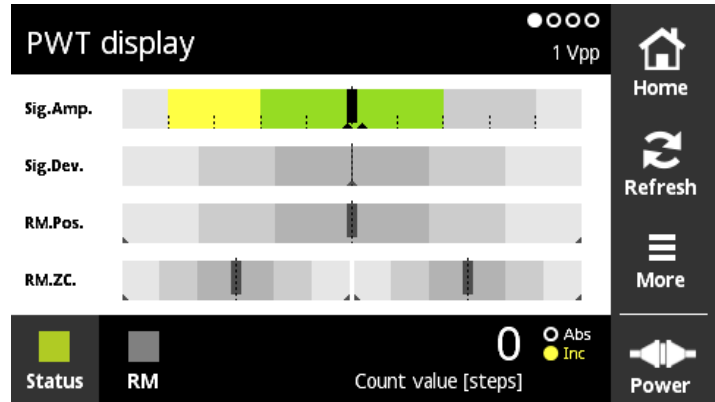 PWT display
1 Vpp
Sig.Amp.
Sig.Dev.
RM.Pos.
RM.ZC.
Status
RM
0
Abs
Inc
Count value [steps]
Home
Refresh
More
Power